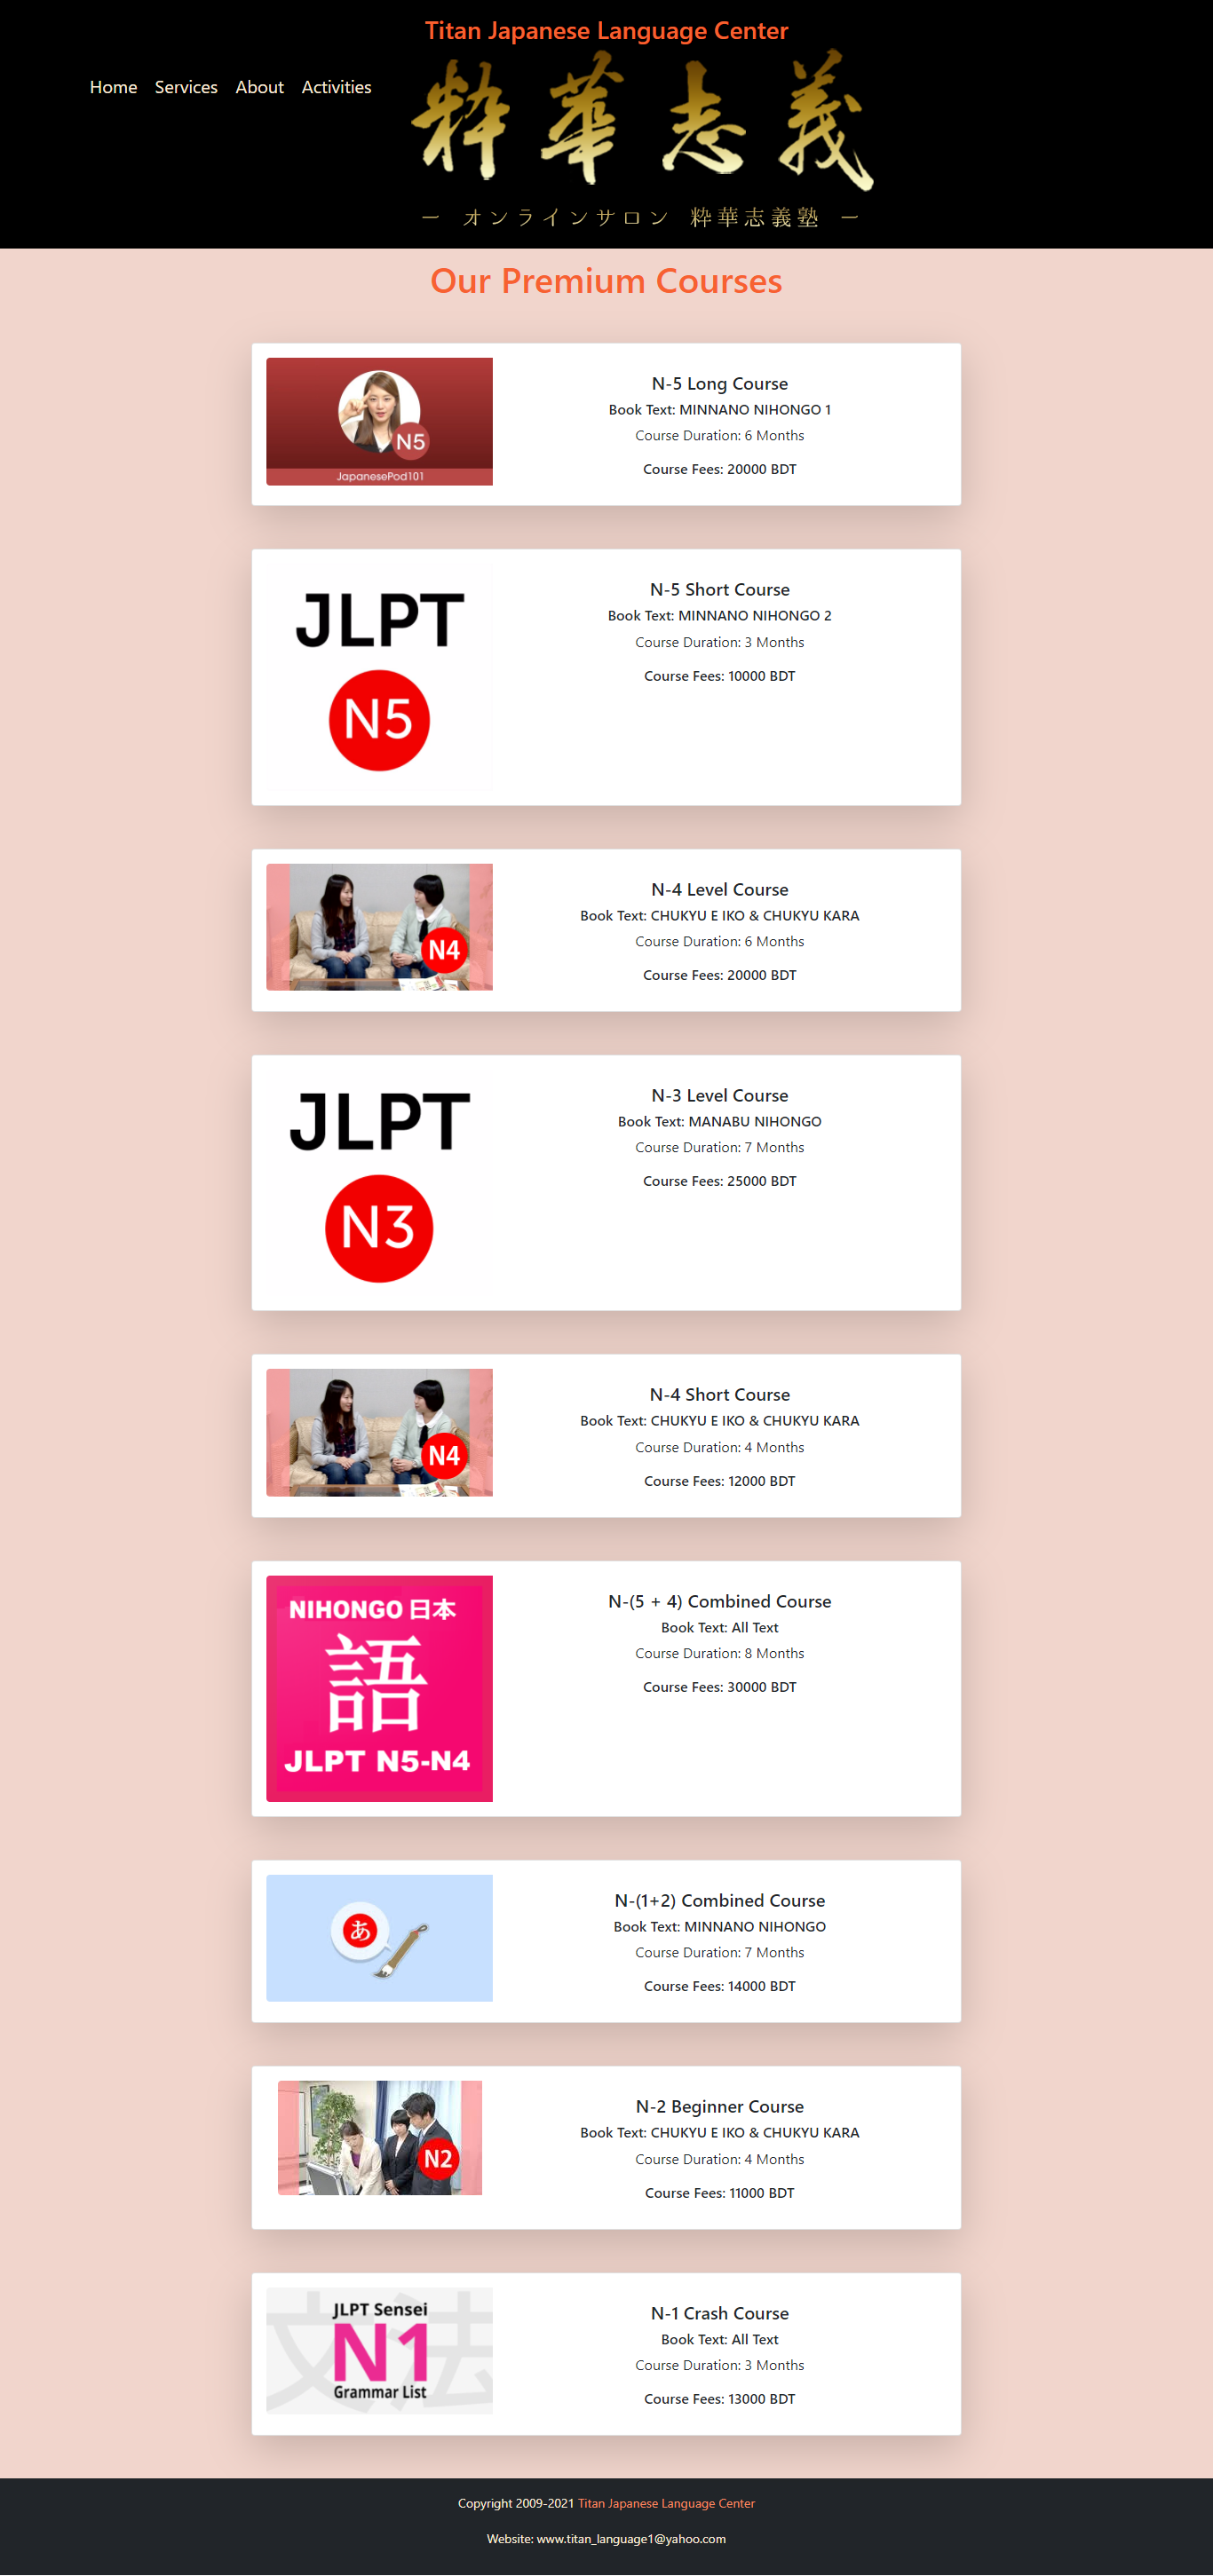 Titan Japanese Language Center
Home Services About Activities
粋華志義
ー オンラインサロン 粋華志義塾 ー
Our Premium Courses
N5
JapanesePod101
N-5 Long Course
Book Text: MINNANO NIHONGO 1
Course Duration: 6 Months
Course Fees: 20000 BDT
JLPT
N5
N-5 Short Course
Book Text: MINNANO NIHONGO 2
Course Duration: 3 Months
Course Fees: 10000 BDT
N4
N-4 Level Course
Book Text: CHUKYU E IKO & CHUKYU KARA
Course Duration: 6 Months
Course Fees: 20000 BDT
JLPT
N3
N-3 Level Course
Book Text: MANABU NIHONGO
Course Duration: 7 Months
Course Fees: 25000 BDT
N4
N-4 Short Course
Book Text: CHUKYU E IKO & CHUKYU KARA
Course Duration: 4 Months
Course Fees: 12000 BDT
NIHONGO 日本
語
JLPT N5-N4
N-(5 + 4) Combined Course
Book Text: All Text
Course Duration: 8 Months
Course Fees: 30000 BDT
あ
N-(1+2) Combined Course
Book Text: MINNANO NIHONGO
Course Duration: 7 Months
Course Fees: 14000 BDT
N2
N-2 Beginner Course
Book Text: CHUKYU E IKO & CHUKYU KARA
Course Duration: 4 Months
Course Fees: 11000 BDT
文法
JLPT Sensei
N1
Grammar List
N-1 Crash Course
Book Text: All Text
Course Duration: 3 Months
Course Fees: 13000 BDT
Copyright 2009-2021 Titan Japanese Language Center
Website: www.titan_language1@yahoo.com